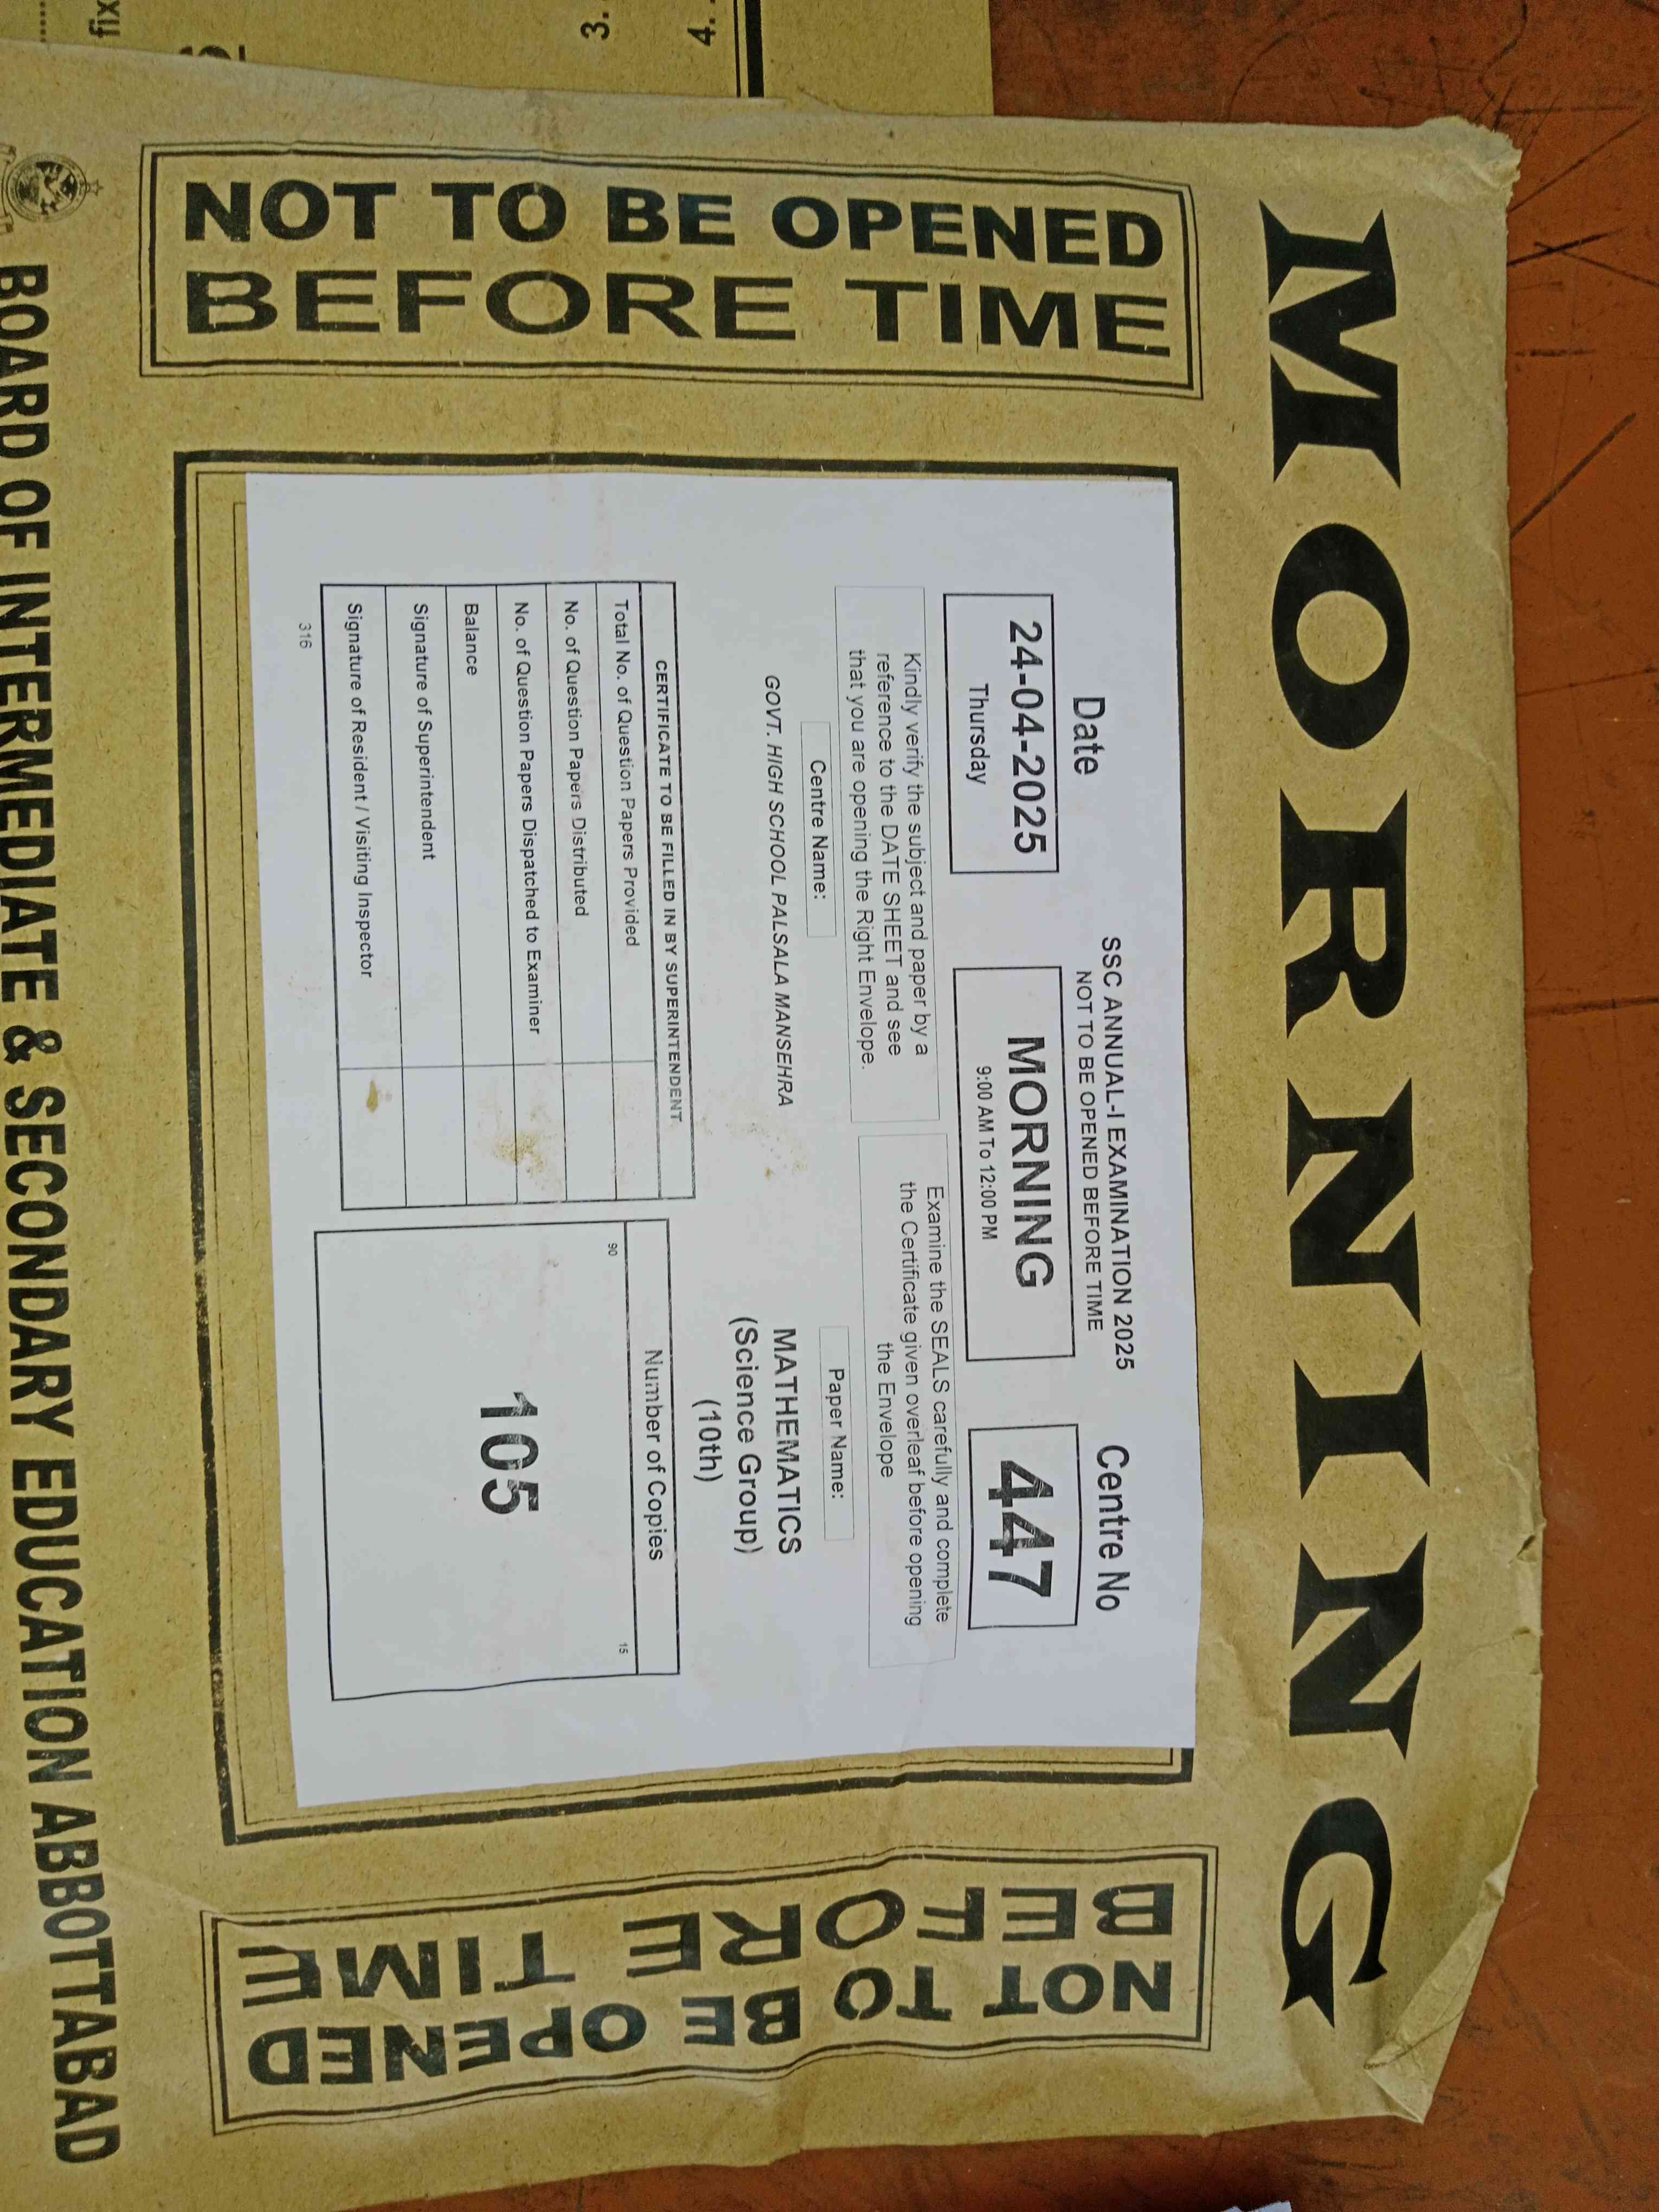 MORNING
NOT TO BE OPENED
BEFORE TIME
SSC ANNUAL-I EXAMINATION 2025
NOT TO BE OPENED BEFORE TIME
Date
24-04-2025
Thursday
MORNING
9:00 AM To 12:00 PM
Centre No
447
Kindly verify the subject and paper by a
reference to the DATE SHEET and see
that you are opening the Right Envelope.
Examine the SEALS carefully and complete
the Certificate given overleaf before opening
the Envelope
Centre Name:
GOVT. HIGH SCHOOL PALSALA MANSEHRA
Paper Name:
MATHEMATICS
(Science Group)
(10th)
CERTIFICATE TO BE FILLED IN BY SUPERINTENDENT
Total No. of Question Papers Provided
No. of Question Papers Distributed
No. of Question Papers Dispatched to Examiner
Balance
Signature of Superintendent
Signature of Resident / Visiting Inspector
316
Number of Copies
90
15
105
NOT TO BE OPENED
BEFORE TIME
BOARD OF INTERMEDIATE & SECONDARY EDUCATION ABBOTTABAD
4.
3.